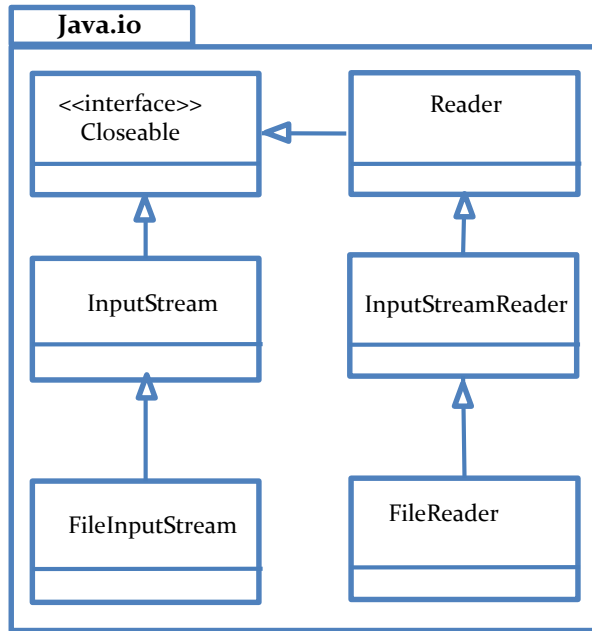 Java.io
<<interface>>
Closeable
Reader
InputStream
InputStreamReader
FileInputStream
FileReader